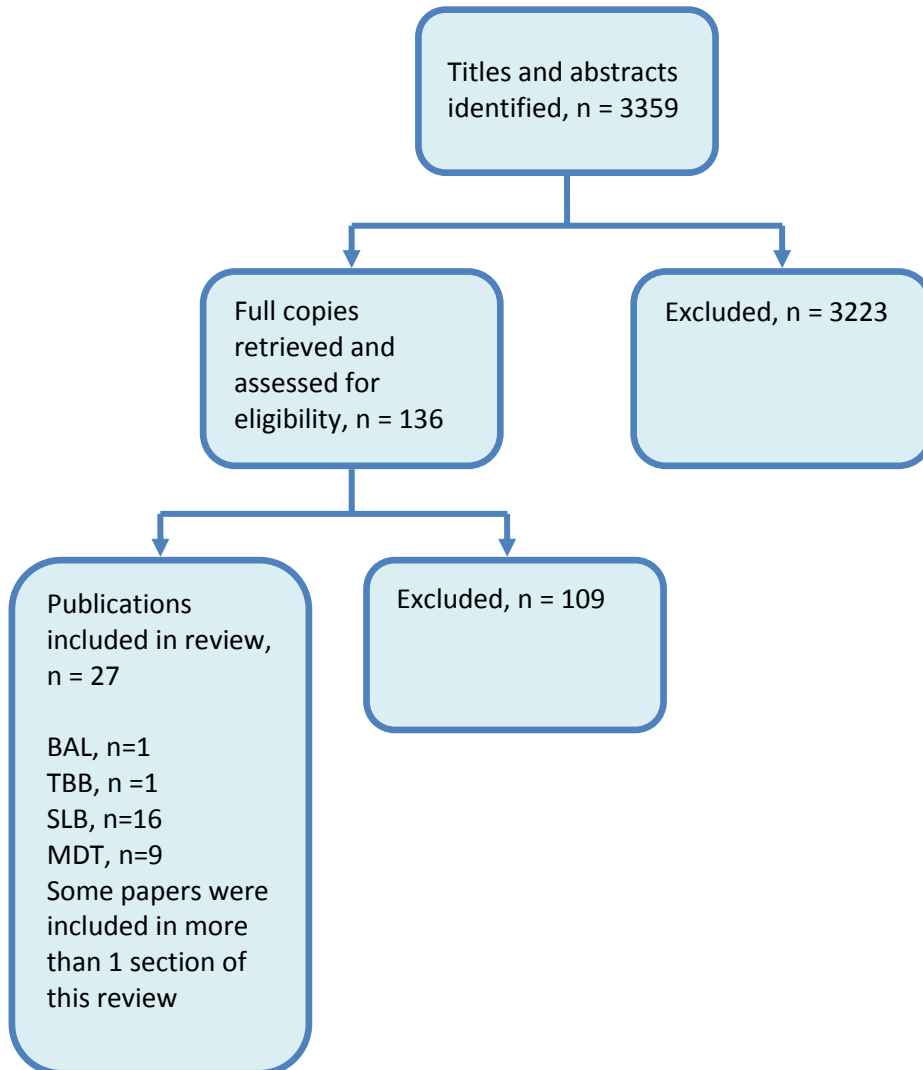 Titles and abstracts
identified, n = 3359
Full copies
retrieved and
assessed for
eligibility, n = 136
Excluded, n = 3223
Publications
included in review,
n = 27
BAL, n=1
TBB, n =1
SLB, n=16
MDT, n=9
Some papers were
included in more
than 1 section of
this review
Excluded, n = 109